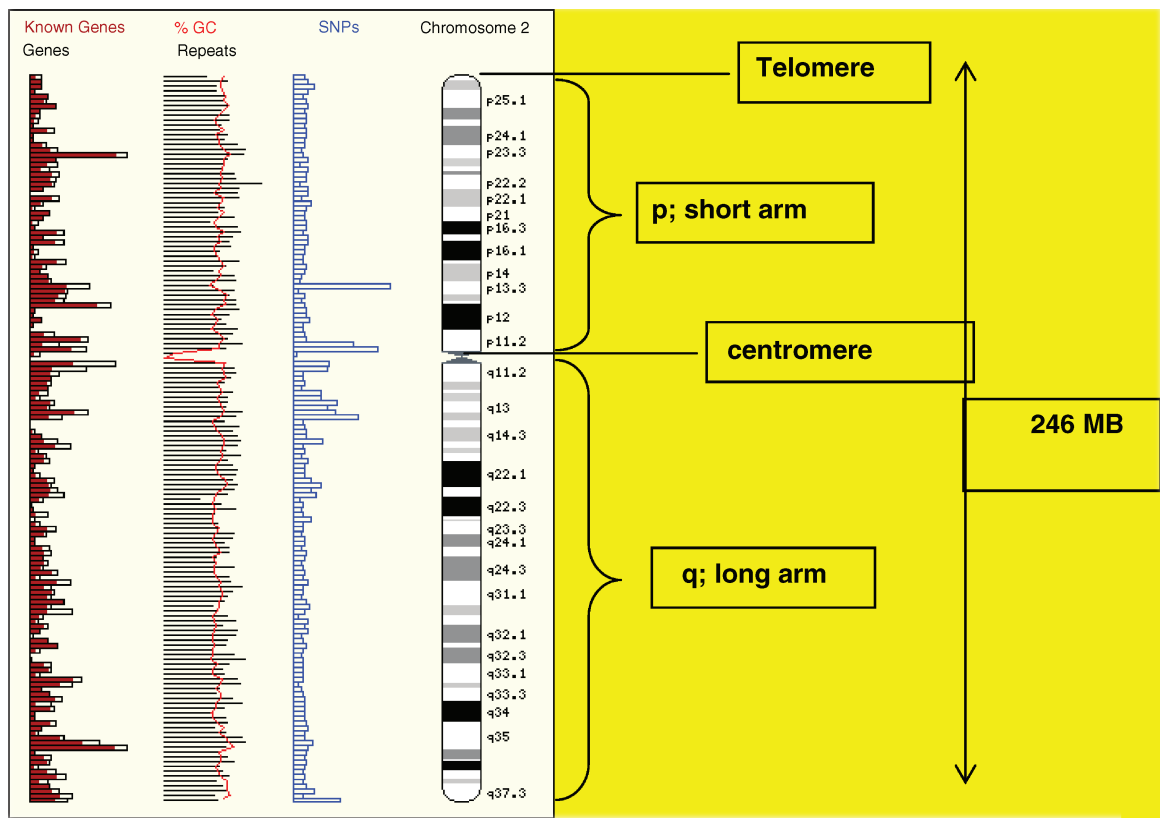 Known Genes
% GC
SNPs
Chromosome 2
Genes
Repeats
Telomere
p25.1
p24.1
p23.3
p22.2
p22.1
p21
p16.3
p16.1
p14
p13.3
p12
p11.2
p; short arm
centromere
q11.2
q13
q14.3
q22.1
q22.3
q23.3
q24.1
q24.3
q31.1
q32.1
q32.3
q33.1
q33.3
q34
q35
q37.3
246 MB
q; long arm